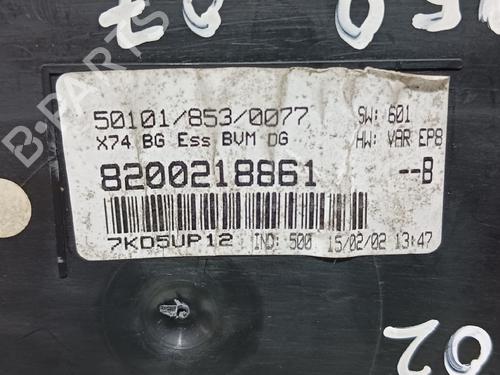 50101/853/0077
SW: 601
X74 BG Ess BVM DG
HW: VAR EP8
8200218861
--B
7KD5UP12
IND: 500
15/02/02 13:47
B-PARTS
02